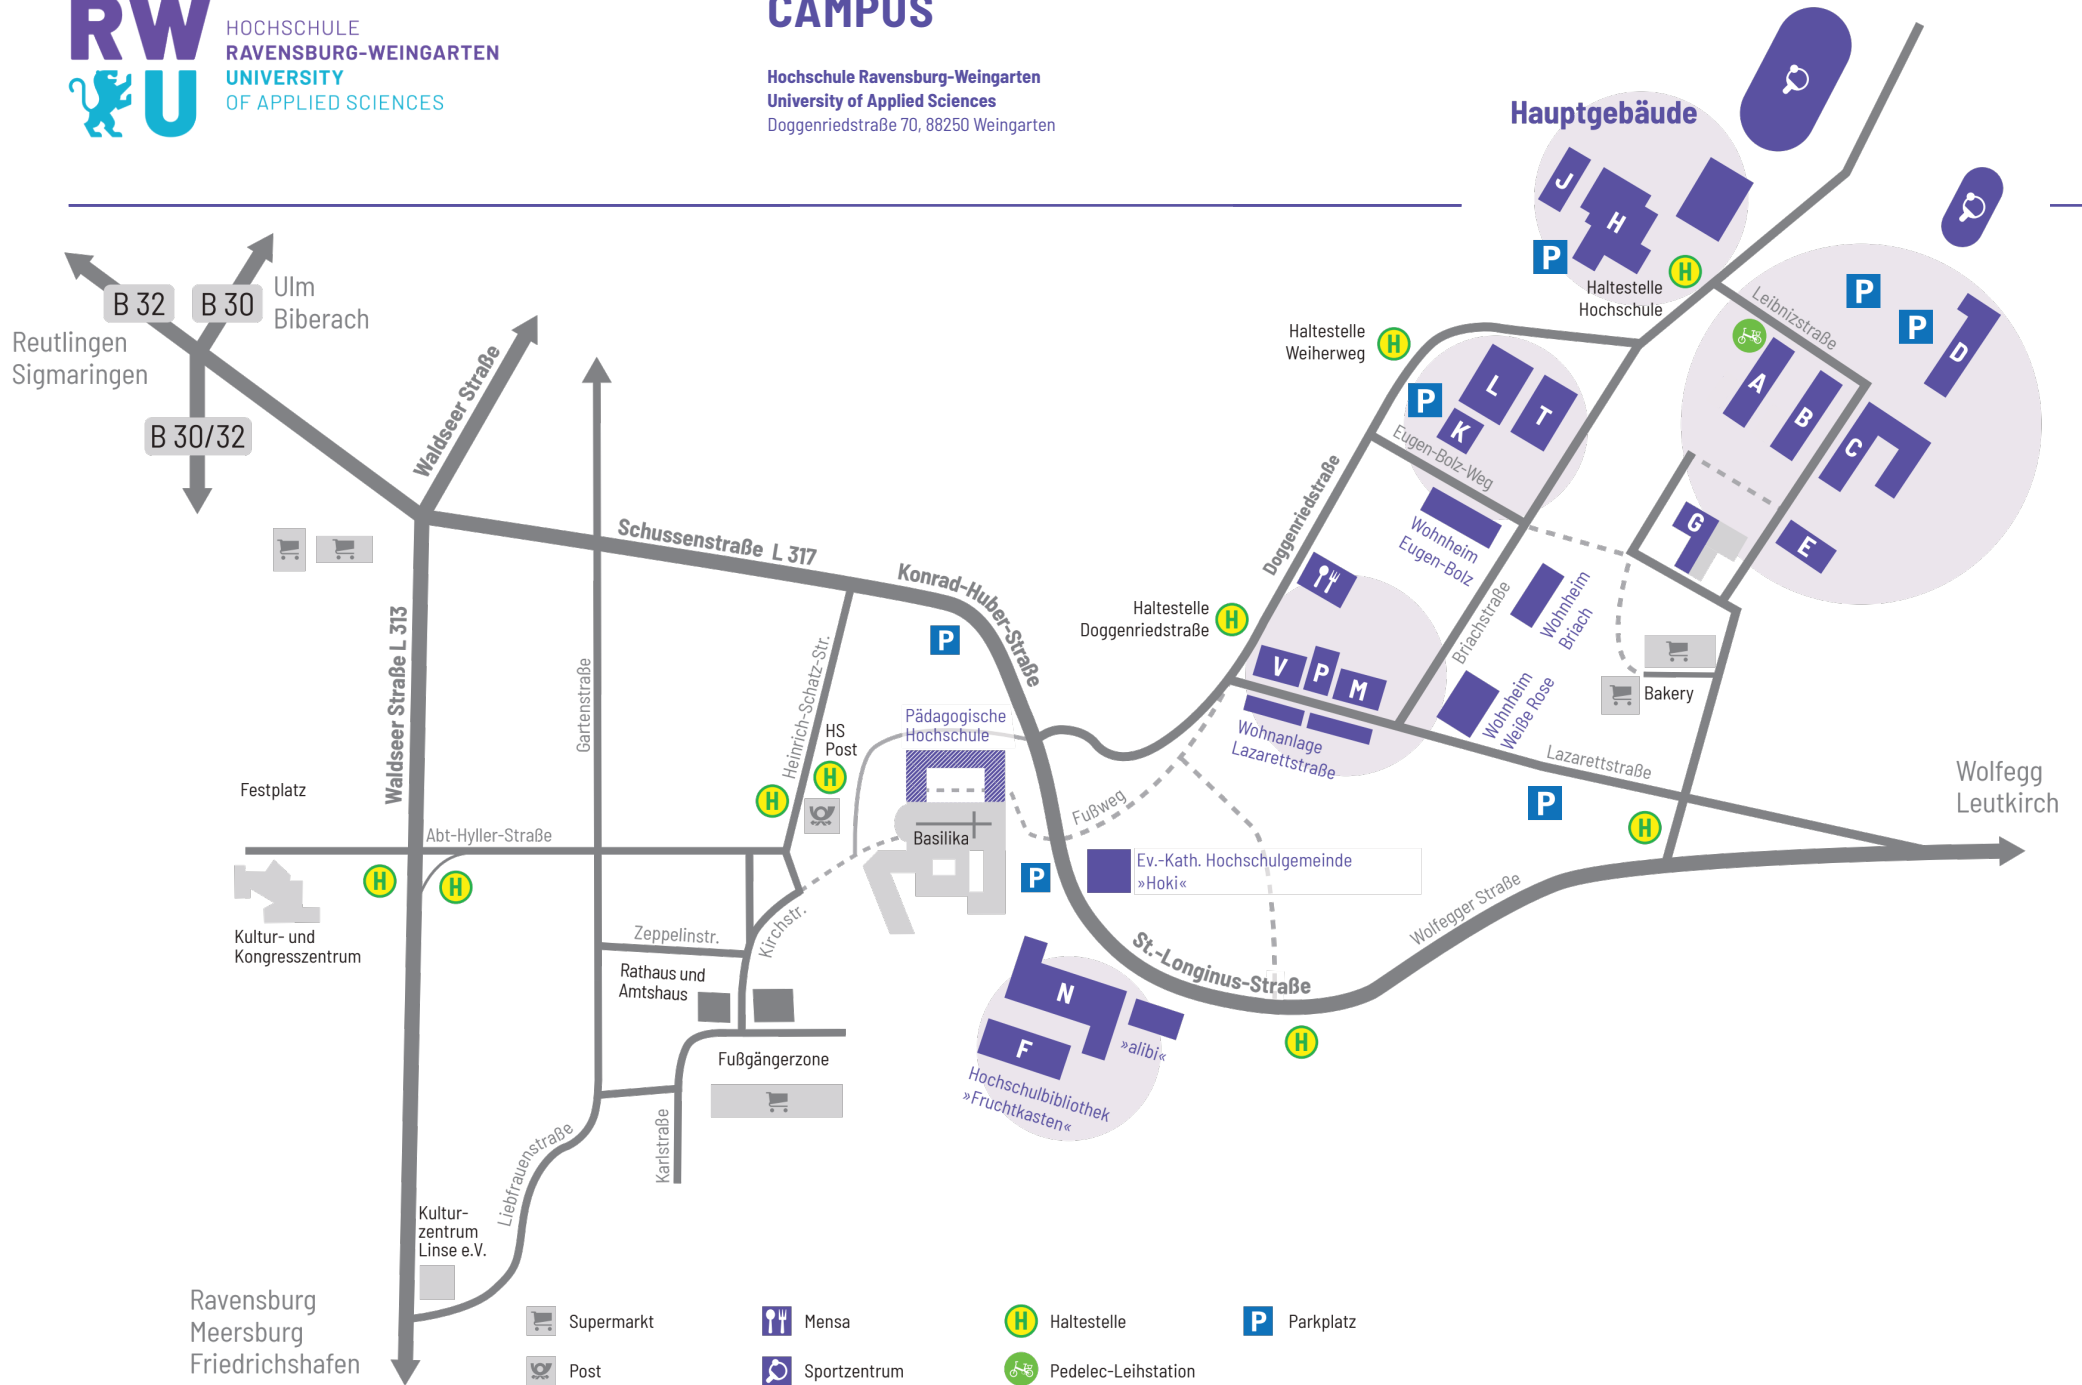 RW
U
HOCHSCHULE
RAVENSBURG-WEINGARTEN
UNIVERSITY
OF APPLIED SCIENCES
CAMPUS
Hochschule Ravensburg-Weingarten
University of Applied Sciences
Doggenriedstraße 70, 88250 Weingarten
Hauptgebäude
J
H
P
H
Haltestelle
Hochschule
B 32
B 30
Ulm
Biberach
Reutlingen
Sigmaringen
B 30/32
Waldseer Straße
Schussenstraße L 317
Konrad-Huber-Straße
P
Waldseer Straße L 313
Gartenstraße
Heinrich-Schatz-Str.
HS
Post
H
H
Festplatz
Abt-Hyller-Straße
H
H
Kultur- und
Kongresszentrum
Zeppelinstr.
Kirchstr.
Rathaus und
Amtshaus
Fußgängerzone
Karlstraße
Liebfrauenstraße
Kultur-
zentrum
Linse e.V.
Ravensburg
Meersburg
Friedrichshafen
Pädagogische
Hochschule
Basilika
P
Fußweg
Ev.-Kath. Hochschulgemeinde
»Hoki«
St.-Longinus-Straße
H
N
F
»alibi«
Hochschulbibliothek
»Fruchtkasten«
Haltestelle
Weiherweg
H
P
L
T
K
Eugen-Bolz-Weg
Doggenriedstraße
Wohnheim
Eugen-Bolz
Haltestelle
Doggenriedstraße
H
V
P
M
Wohnanlage
Lazarettstraße
Briachstraße
Wohnheim
Briach
Wohnheim
Weiße Rose
Leibnizstraße
P
P
A
B
C
D
G
E
Bakery
Lazarettstraße
P
H
Wolfegger Straße
Wolfegg
Leutkirch
Supermarkt
Mensa
H
Haltestelle
P
Parkplatz
Post
Sportzentrum
Pedelec-Leihstation